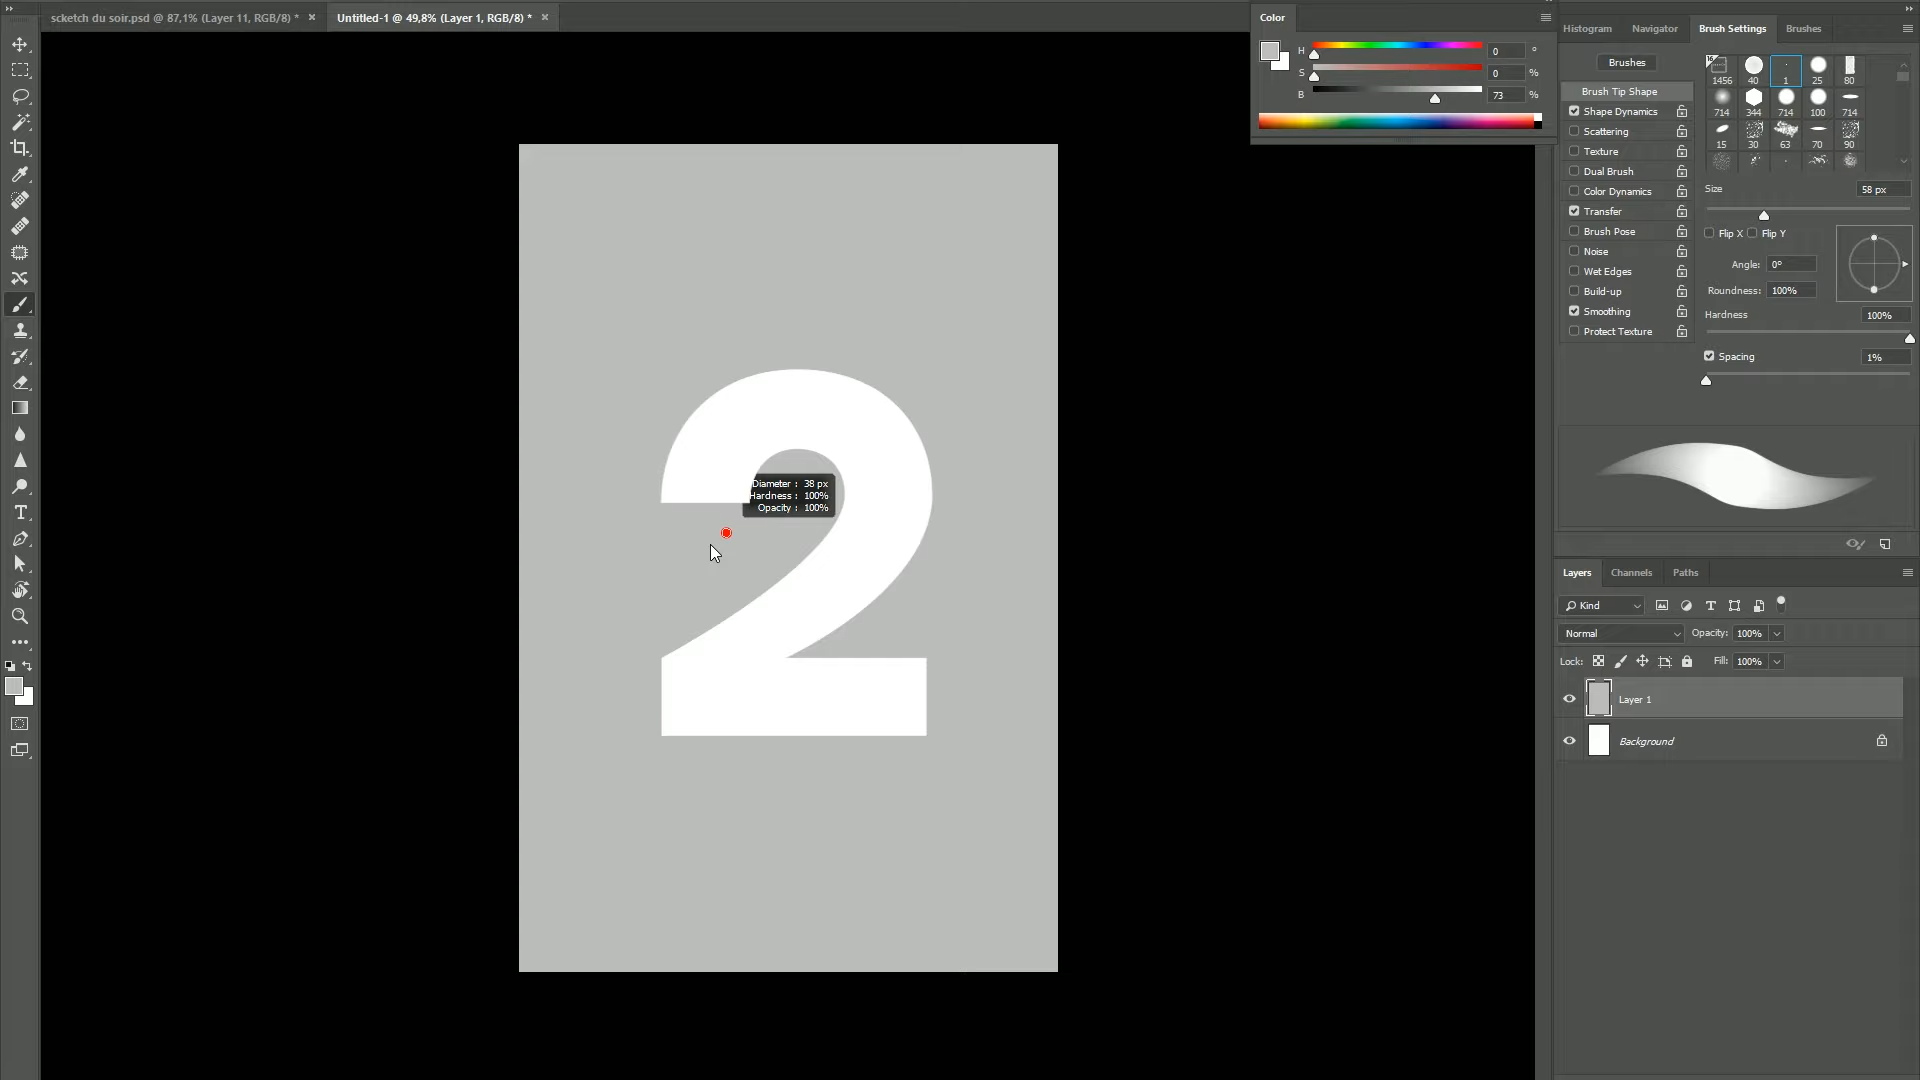 scketch du soir.psd @ 87,1% (Layer 11, RGB/8) *
Untitled-1 @ 49,8% (Layer 1, RGB/8) *
Color
H 0 °
S 0 %
B 73 %
Histogram Navigator Brush Settings Brushes
Brushes
1456 40 1 25 80
714 344 714 100 714
15 30 63 70 90
Brush Tip Shape
Shape Dynamics
Scattering
Texture
Dual Brush
Color Dynamics
Transfer
Brush Pose
Noise
Wet Edges
Build-up
Smoothing
Protect Texture
Size 58 px
Flip X Flip Y
Angle: 0°
Roundness: 100%
Hardness 100%
Spacing 1%
2
Diameter : 38 px
Hardness : 100%
Opacity : 100%
Layers Channels Paths
Kind
Normal Opacity: 100%
Lock: Fill: 100%
Layer 1
Background